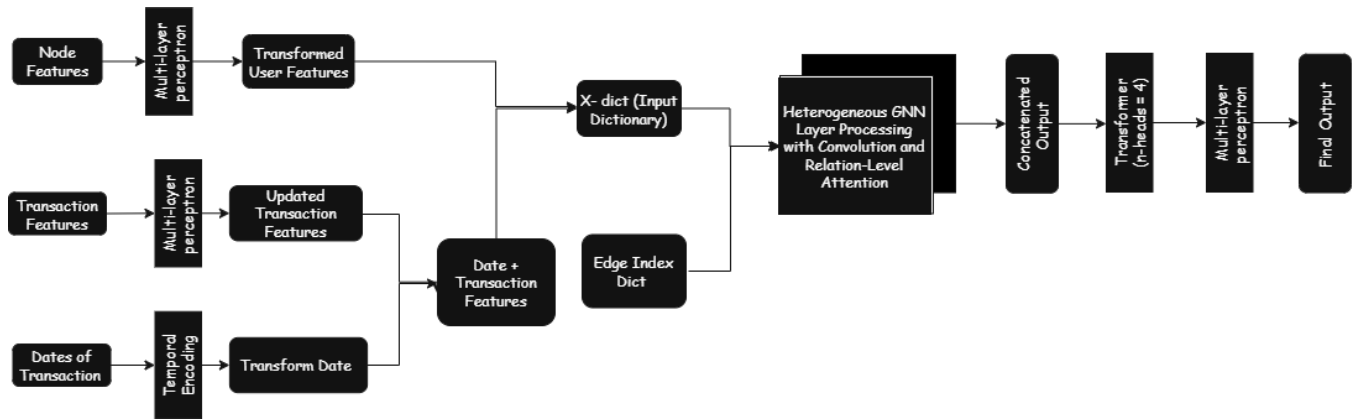 Node
Features
Multi-layer
perceptron
Transformed
User Features
X- dict (Input
Dictionary)
Heterogeneous GNN
Layer Processing
with Convolution and
Relation-Level
Attention
Concatenated
Output
Transformer
(n-heads = 4)
Multi-layer
perceptron
Final Output
Transaction
Features
Multi-layer
perceptron
Updated
Transaction
Features
Date +
Transaction
Features
Edge Index
Dict
Dates of
Transaction
Temporal
Encoding
Transform Date